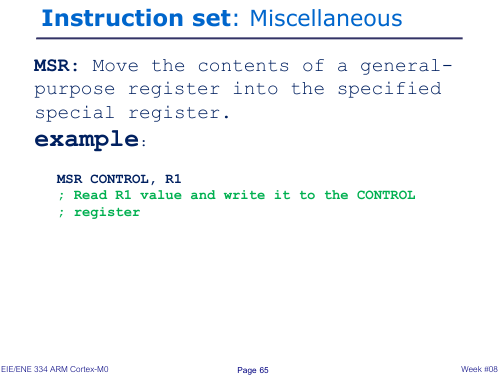 Instruction set: Miscellaneous
MSR: Move the contents of a general-
purpose register into the specified
special register.
example:
MSR CONTROL, R1
; Read R1 value and write it to the CONTROL
; register
EIE/ENE 334 ARM Cortex-M0
Page 65
Week #08